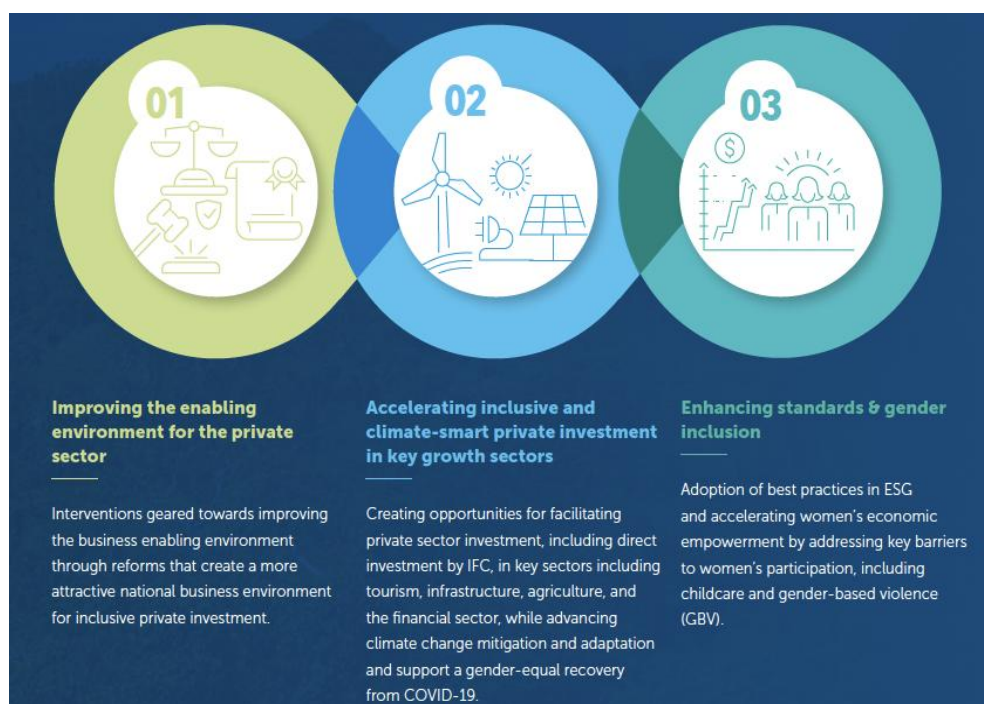 01
02
03
$
Improving the enabling
environment for the private
sector
Interventions geared towards improving
the business enabling environment
through reforms that create a more
attractive national business environment
for inclusive private investment.
Accelerating inclusive and
climate-smart private investment
in key growth sectors
Creating opportunities for facilitating
private sector investment, including direct
investment by IFC, in key sectors including
tourism, infrastructure, agriculture, and
the financial sector, while advancing
climate change mitigation and adaptation
and support a gender-equal recovery
from COVID-19.
Enhancing standards & gender
inclusion
Adoption of best practices in ESG
and accelerating women’s economic
empowerment by addressing key barriers
to women’s participation, including
childcare and gender-based violence
(GBV).